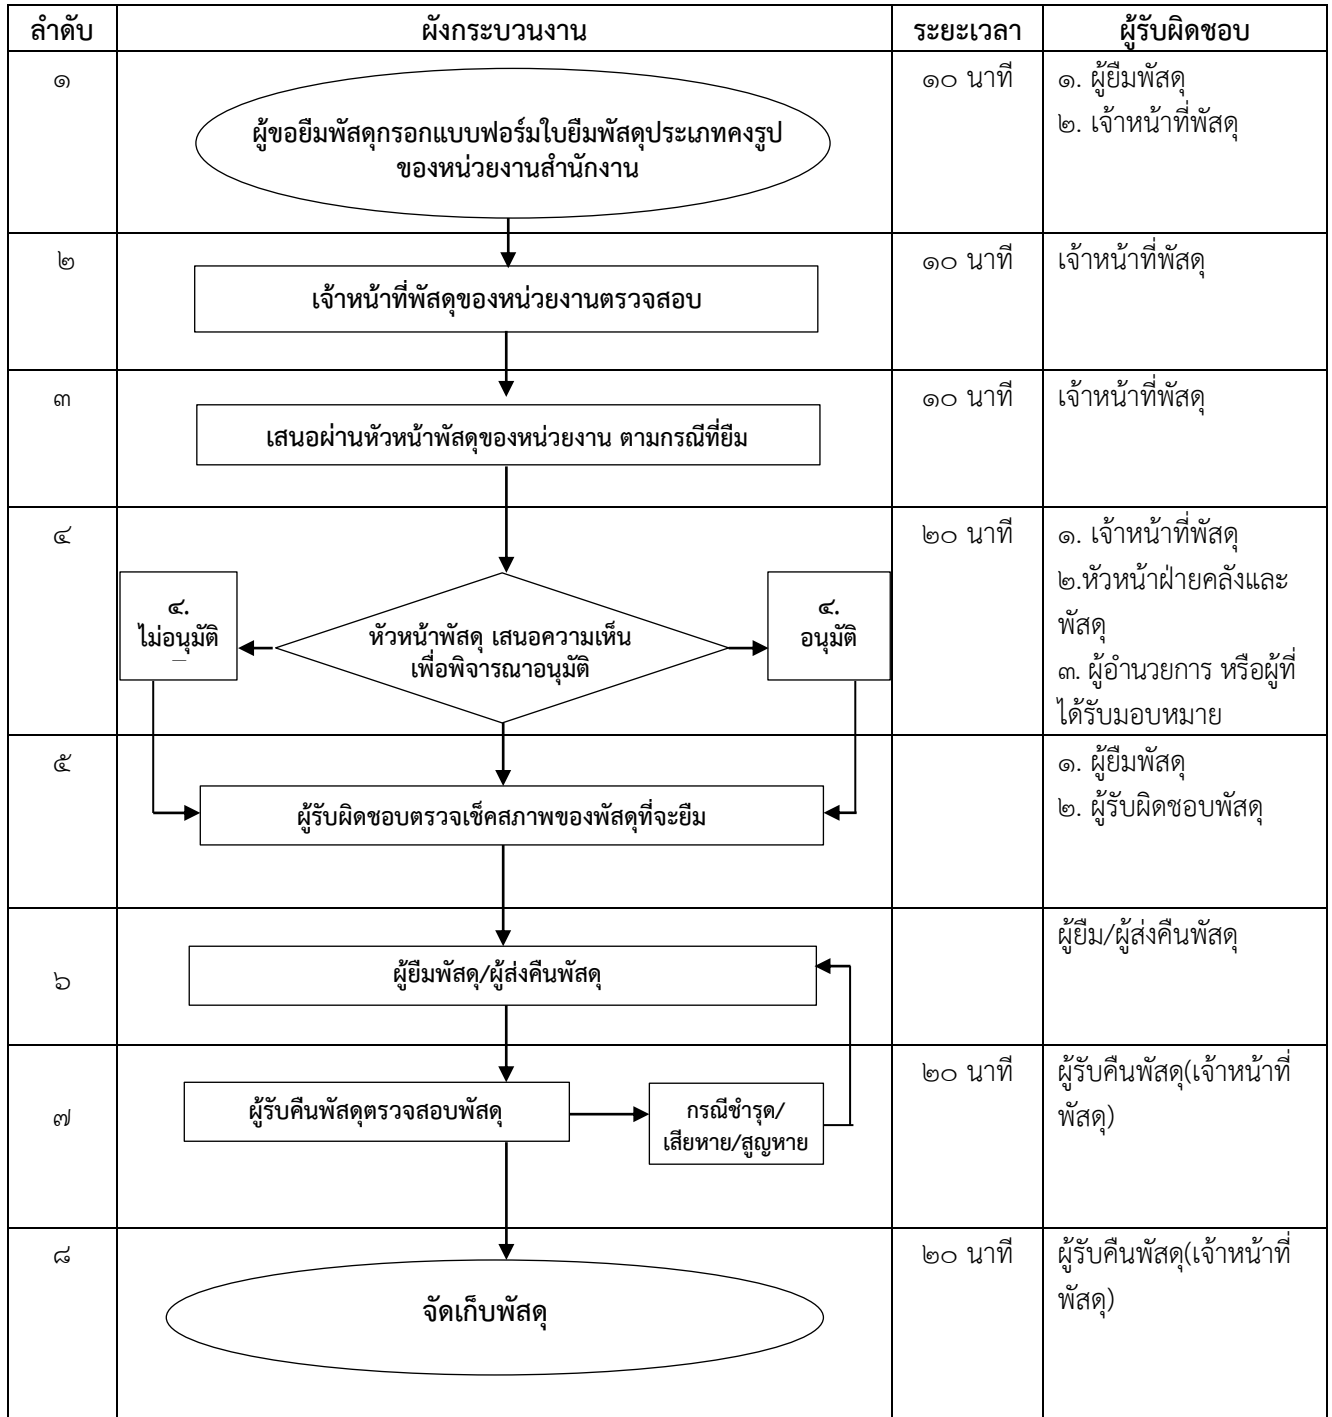 ลำดับ ผังกระบวนงาน ระยะเวลา ผู้รับผิดชอบ
๑
ผู้ขอยืมพัสดุกรอกแบบฟอร์มใบยืมพัสดุประเภทคงรูป
ของหน่วยงานสำนักงาน
๑๐ นาที
๑. ผู้ยืมพัสดุ
๒. เจ้าหน้าที่พัสดุ
๒
เจ้าหน้าที่พัสดุของหน่วยงานตรวจสอบ
๑๐ นาที
เจ้าหน้าที่พัสดุ
๓
เสนอผ่านหัวหน้าพัสดุของหน่วยงาน ตามกรณีที่ยืม
๑๐ นาที
เจ้าหน้าที่พัสดุ
๔
๔.
ไม่อนุมัติ
หัวหน้าพัสดุ เสนอความเห็น
เพื่อพิจารณาอนุมัติ
๔.
อนุมัติ
๒๐ นาที
๑. เจ้าหน้าที่พัสดุ
๒.หัวหน้าฝ่ายคลังและ
พัสดุ
๓. ผู้อำนวยการ หรือผู้ที่
ได้รับมอบหมาย
๕
ผู้รับผิดชอบตรวจเช็คสภาพของพัสดุที่จะยืม
๑. ผู้ยืมพัสดุ
๒. ผู้รับผิดชอบพัสดุ
๖
ผู้ยืมพัสดุ/ผู้ส่งคืนพัสดุ
ผู้ยืม/ผู้ส่งคืนพัสดุ
๗
ผู้รับคืนพัสดุตรวจสอบพัสดุ
กรณีชำรุด/
เสียหาย/สูญหาย
๒๐ นาที
ผู้รับคืนพัสดุ(เจ้าหน้าที่
พัสดุ)
๘
จัดเก็บพัสดุ
๒๐ นาที
ผู้รับคืนพัสดุ(เจ้าหน้าที่
พัสดุ)